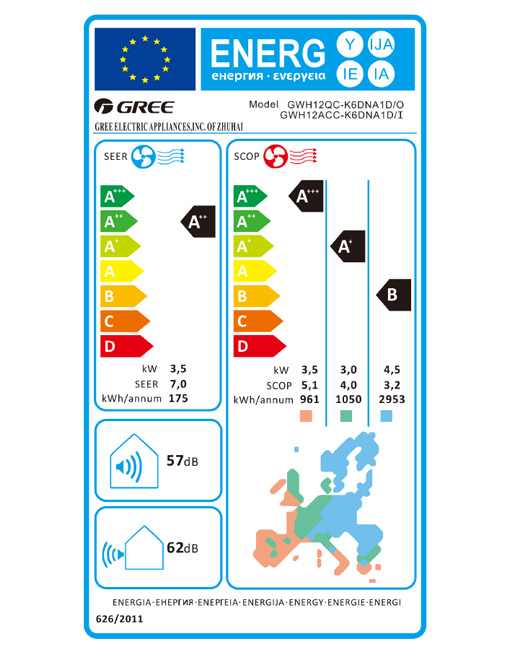 ENERG Y IJA
енергия · ενεργεια IE IA
GREE
Model GWH12QC-K6DNA1D/O
GWH12ACC-K6DNA1D/I
GREE ELECTRIC APPLIANCES,INC. OF ZHUHAI
SEER
A+++
A++
A+
A
B
C
D
A++
kW 3,5
SEER 7,0
kWh/annum 175
SCOP
A+++
A++
A+
A
B
C
D
A+++
A+
B
kW 3,5 3,0 4,5
SCOP 5,1 4,0 3,2
kWh/annum 961 1050 2953
57dB
62dB
ENERGIA·ЕНЕРГИЯ·ΕΝΕΡΓΕΙΑ·ENERGIJA·ENERGY·ENERGIE·ENERGI
626/2011